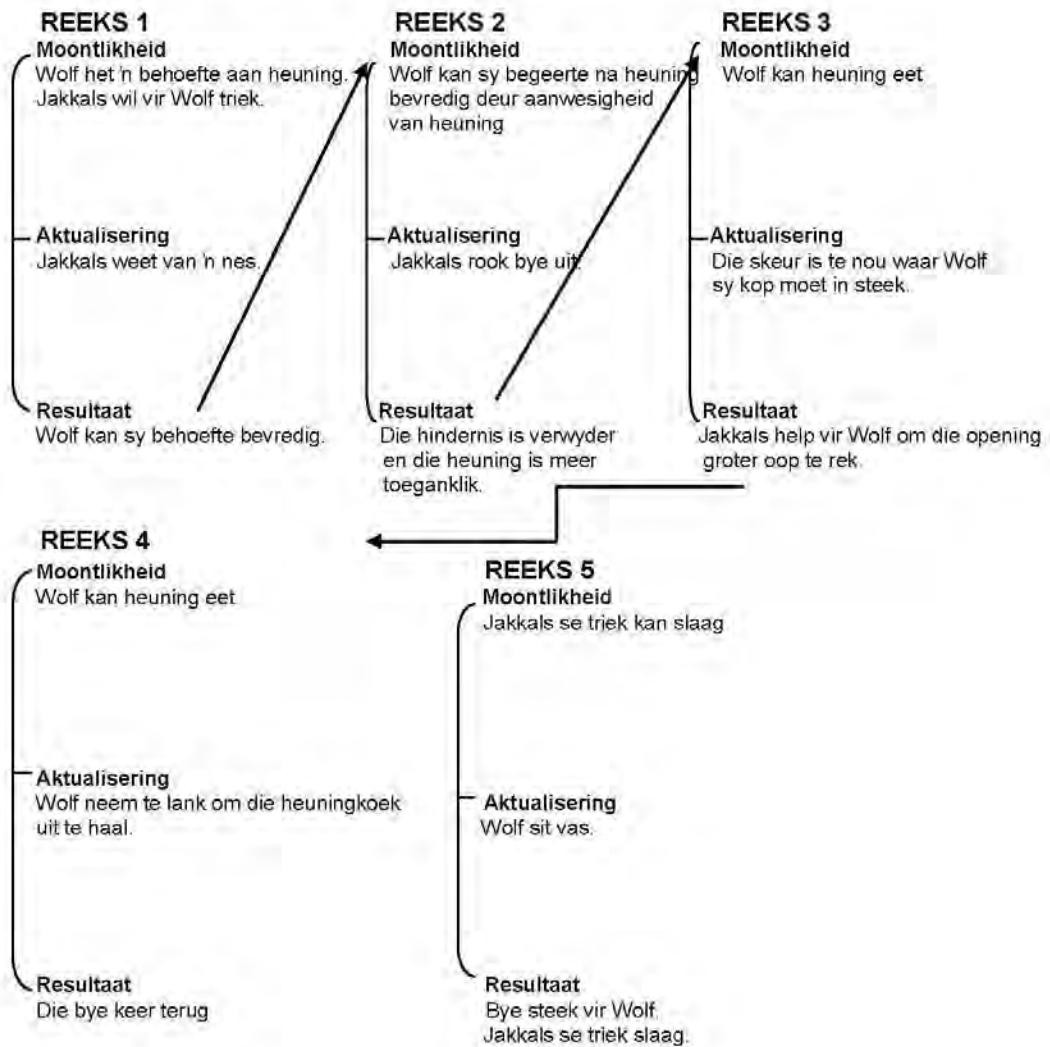 REEKS 1
Moontlikheid
Wolf het 'n behoefte aan heuning.
Jakkals wil vir Wolf triek.
Aktualisering
Jakkals weet van 'n nes.
Resultaat
Wolf kan sy behoefte bevredig.
REEKS 2
Moontlikheid
Wolf kan sy begeerte na heuning
bevredig deur aanwesigheid
van heuning
Aktualisering
Jakkals rook bye uit.
Resultaat
Die hindernis is verwyder
en die heuning is meer
toeganklik.
REEKS 3
Moontlikheid
Wolf kan heuning eet
Aktualisering
Die skeur is te nou waar Wolf
sy kop moet in steek.
Resultaat
Jakkals help vir Wolf om die opening
groter oop te rek.
REEKS 4
Moontlikheid
Wolf kan heuning eet
Aktualisering
Wolf neem te lank om die heuningkoek
uit te haal.
Resultaat
Die bye keer terug
REEKS 5
Moontlikheid
Jakkals se triek kan slaag
Aktualisering
Wolf sit vas.
Resultaat
Bye steek vir Wolf.
Jakkals se triek slaag.